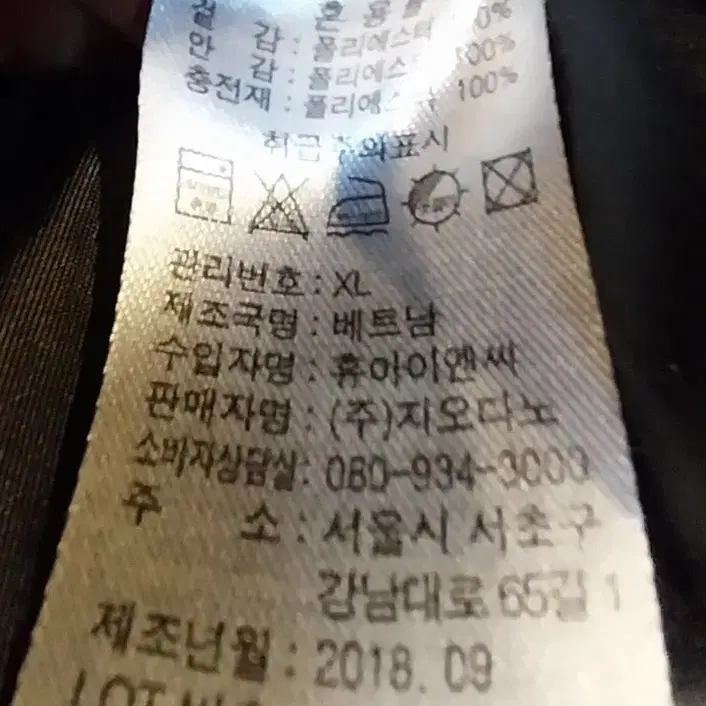 혼용률
겉 감 : 폴리에스터 100%
안 감 : 폴리에스터 100%
충전재 : 폴리에스터 100%
취급주의표시
관리번호 : XL
제조국명 : 베트남
수입자명 : 휴아이앤씨
판매자명 : (주)지오다노
소비자상담실: 080-934-3000
주 소 : 서울시 서초구
강남대로 65길 1
제조년월 : 2018. 09
LOT